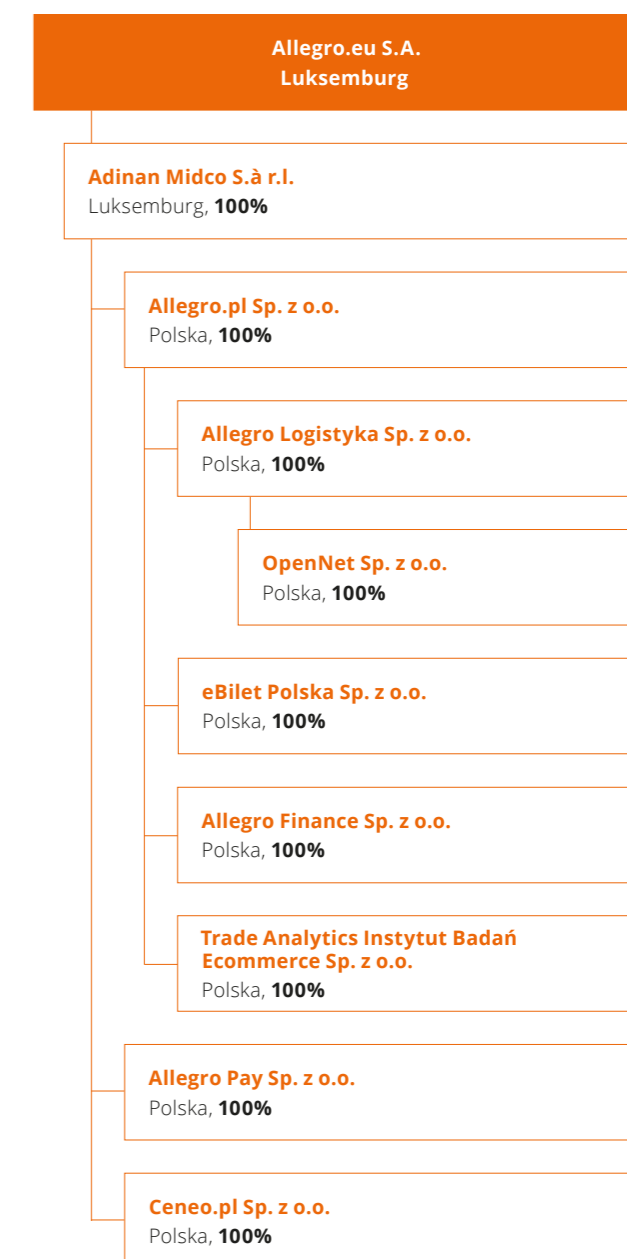 Allegro.eu S.A.
Luksemburg
Adinan Midco S.à r.l.
Luksemburg, 100%
Allegro.pl Sp. z o.o.
Polska, 100%
Allegro Logistyka Sp. z o.o.
Polska, 100%
OpenNet Sp. z o.o.
Polska, 100%
eBilet Polska Sp. z o.o.
Polska, 100%
Allegro Finance Sp. z o.o.
Polska, 100%
Trade Analytics Instytut Badań
Ecommerce Sp. z o.o.
Polska, 100%
Allegro Pay Sp. z o.o.
Polska, 100%
Ceneo.pl Sp. z o.o.
Polska, 100%